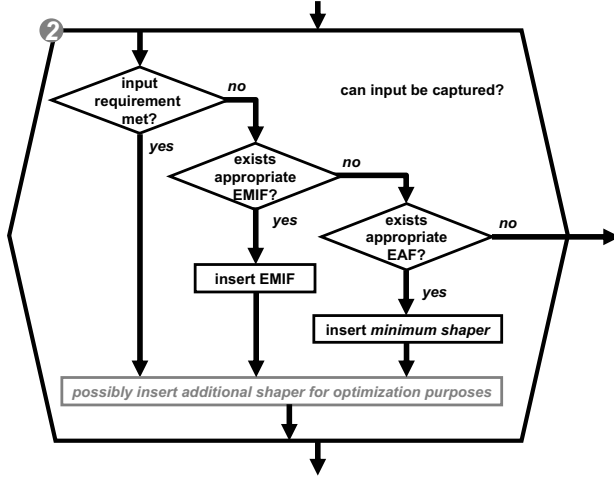 2
input
requirement
met?
no
can input be captured?
yes
exists
appropriate
EMIF?
no
yes
exists
appropriate
EAF?
no
insert EMIF
yes
insert minimum shaper
possibly insert additional shaper for optimization purposes